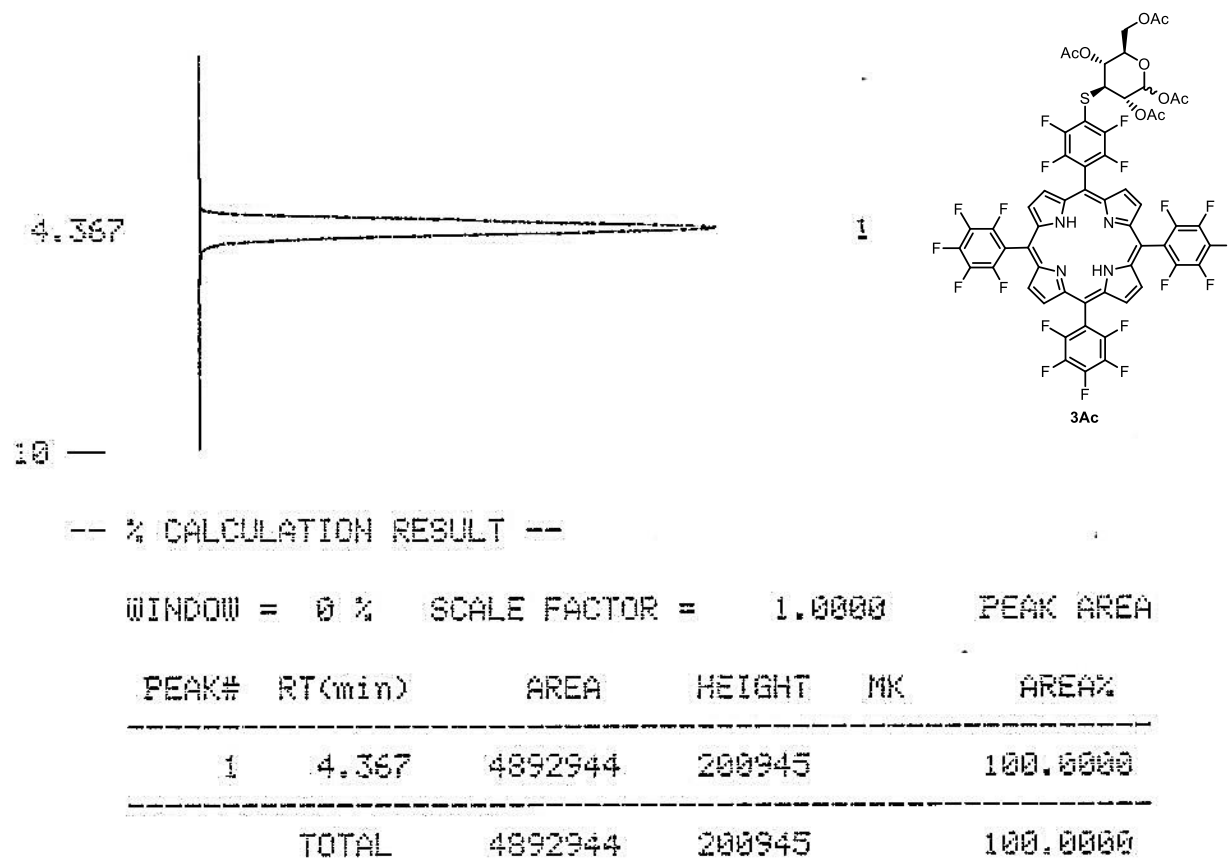 OAc
AcO
O
S
OAc
OAc
F
F
F
F
F F
F F
NH N
F F
N HN
F F
F F
F F
F F
F
3Ac
4.367
1
10 —
-- % CALCULATION RESULT --
WINDOW = 0 % SCALE FACTOR = 1.0000 PEAK AREA
PEAK# RT(min) AREA HEIGHT MK AREA%
1 4.367 4892944 200945 100.0000
TOTAL 4892944 200945 100.0000